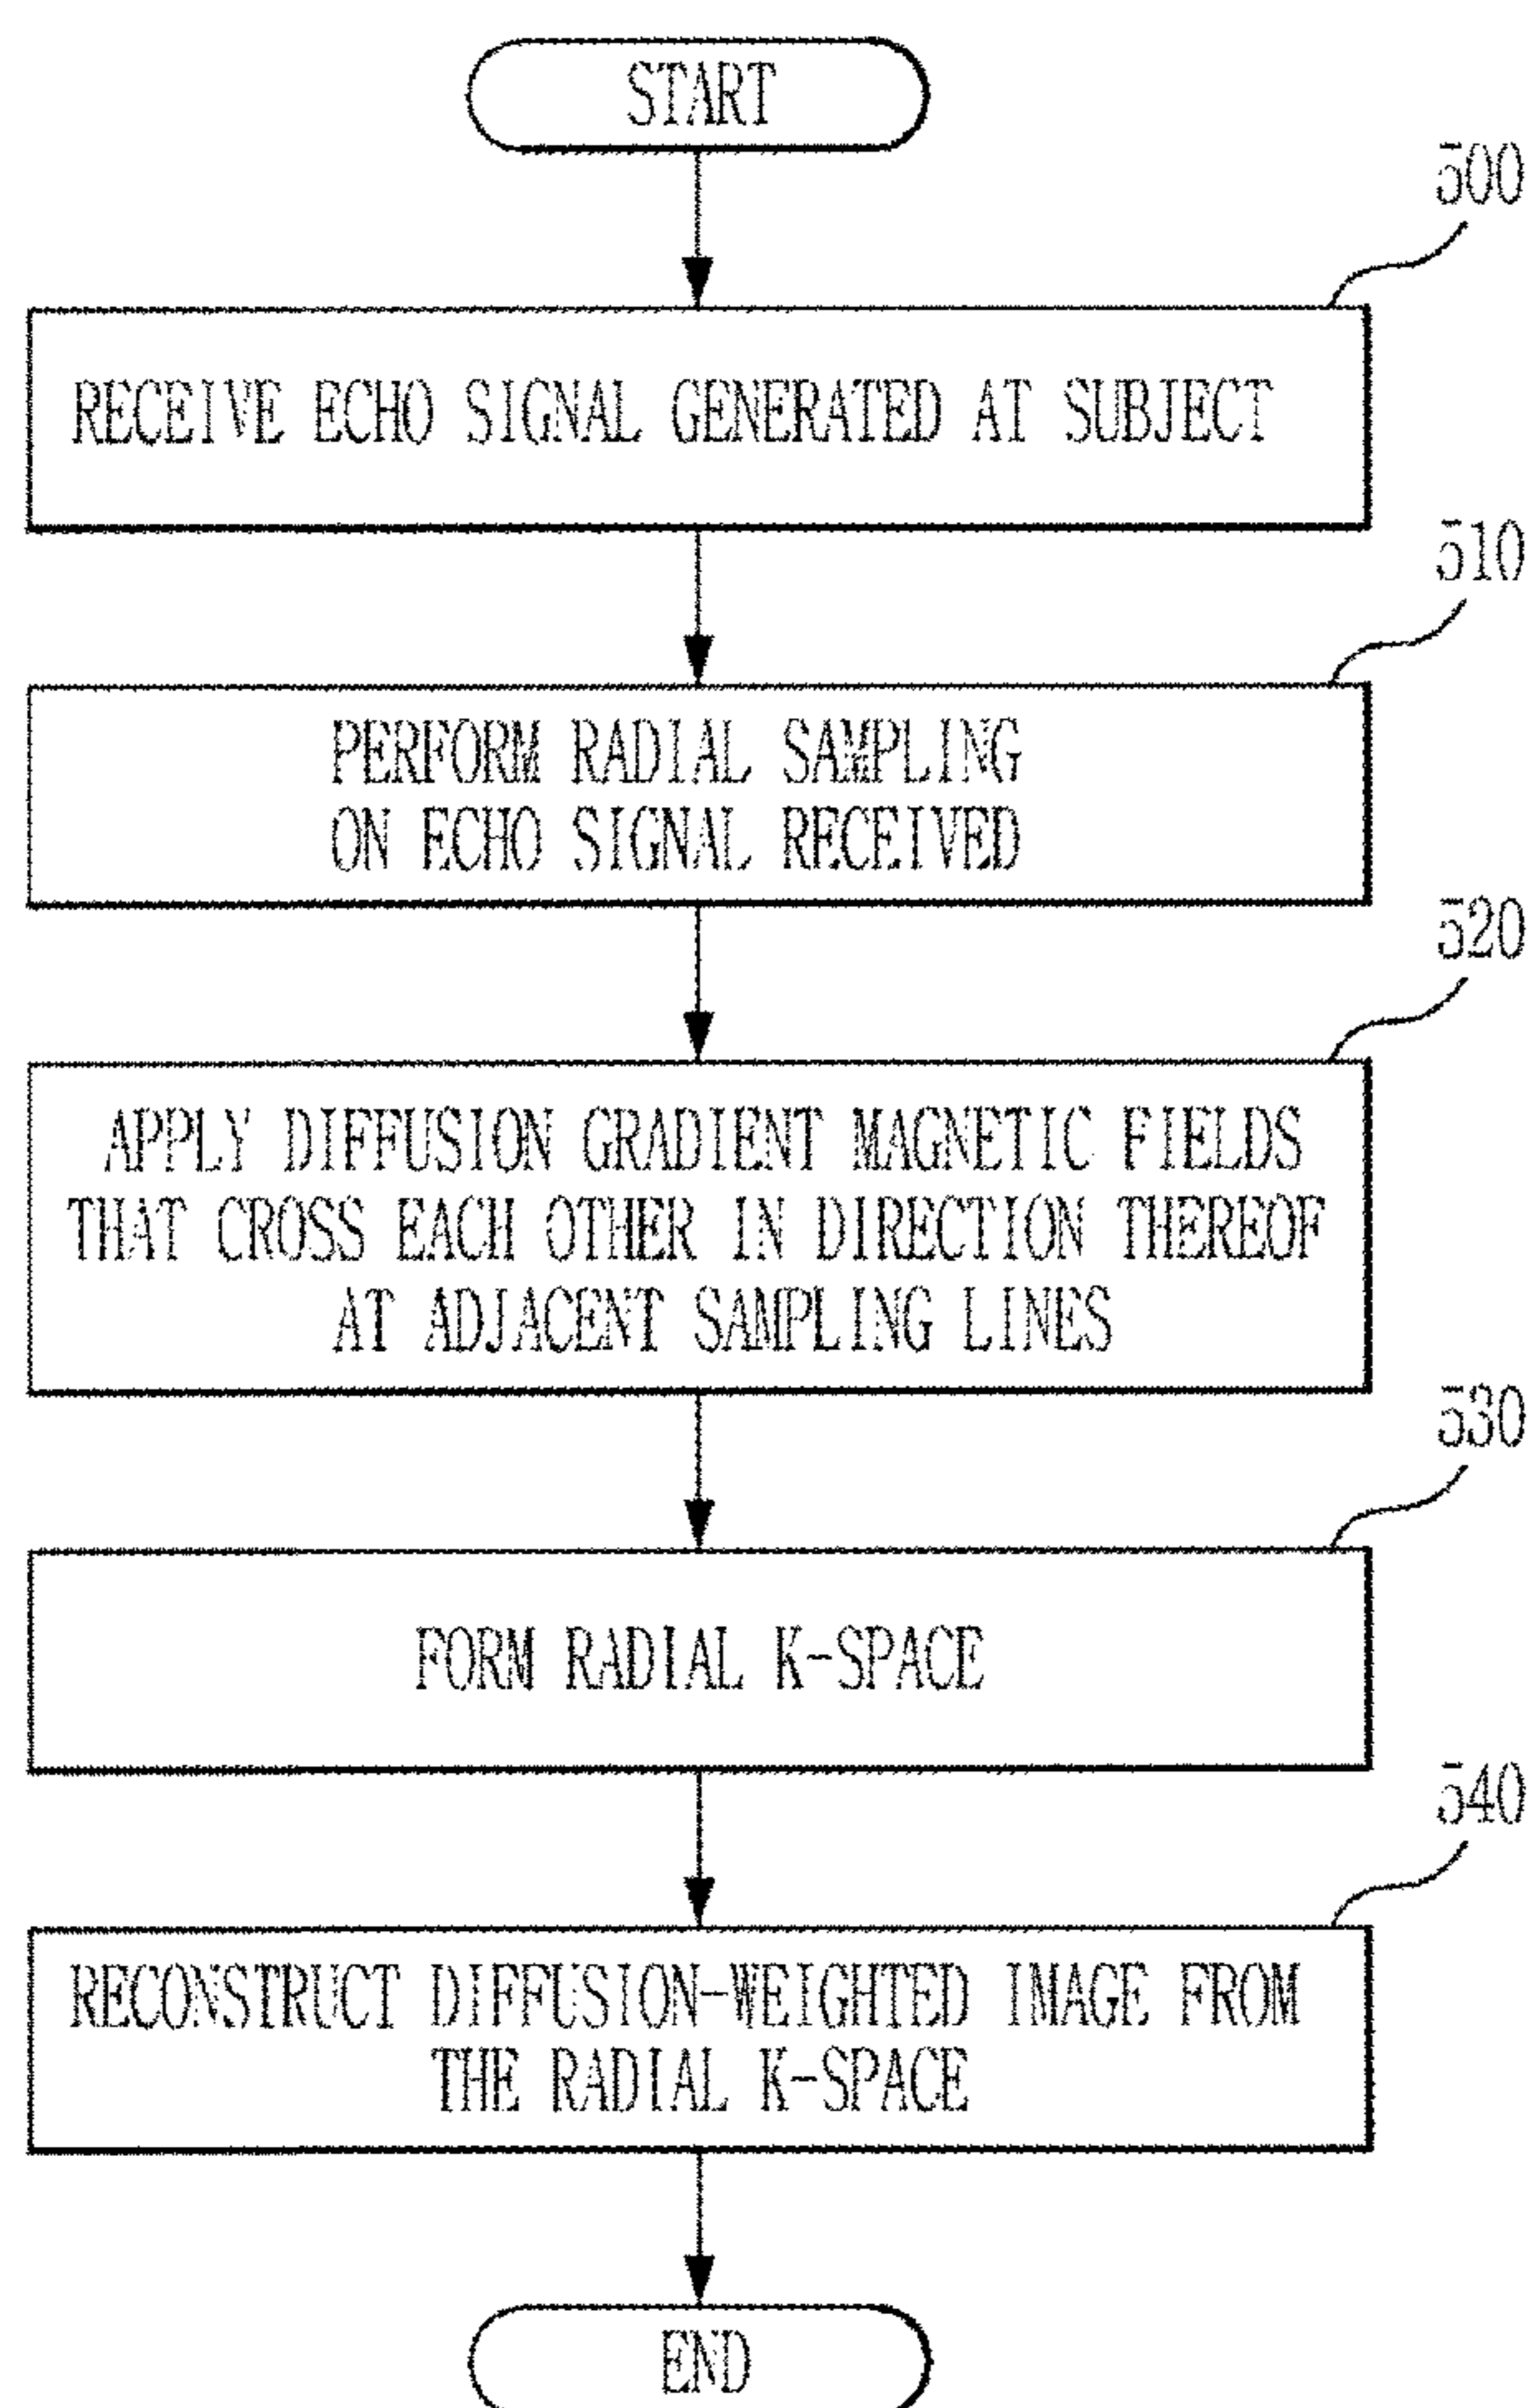 START
500
RECEIVE ECHO SIGNAL GENERATED AT SUBJECT
510
PERFORM RADIAL SAMPLING
ON ECHO SIGNAL RECEIVED
520
APPLY DIFFUSION GRADIENT MAGNETIC FIELDS
THAT CROSS EACH OTHER IN DIRECTION THEREOF
AT ADJACENT SAMPLING LINES
530
FORM RADIAL K-SPACE
540
RECONSTRUCT DIFFUSION-WEIGHTED IMAGE FROM
THE RADIAL K-SPACE
END